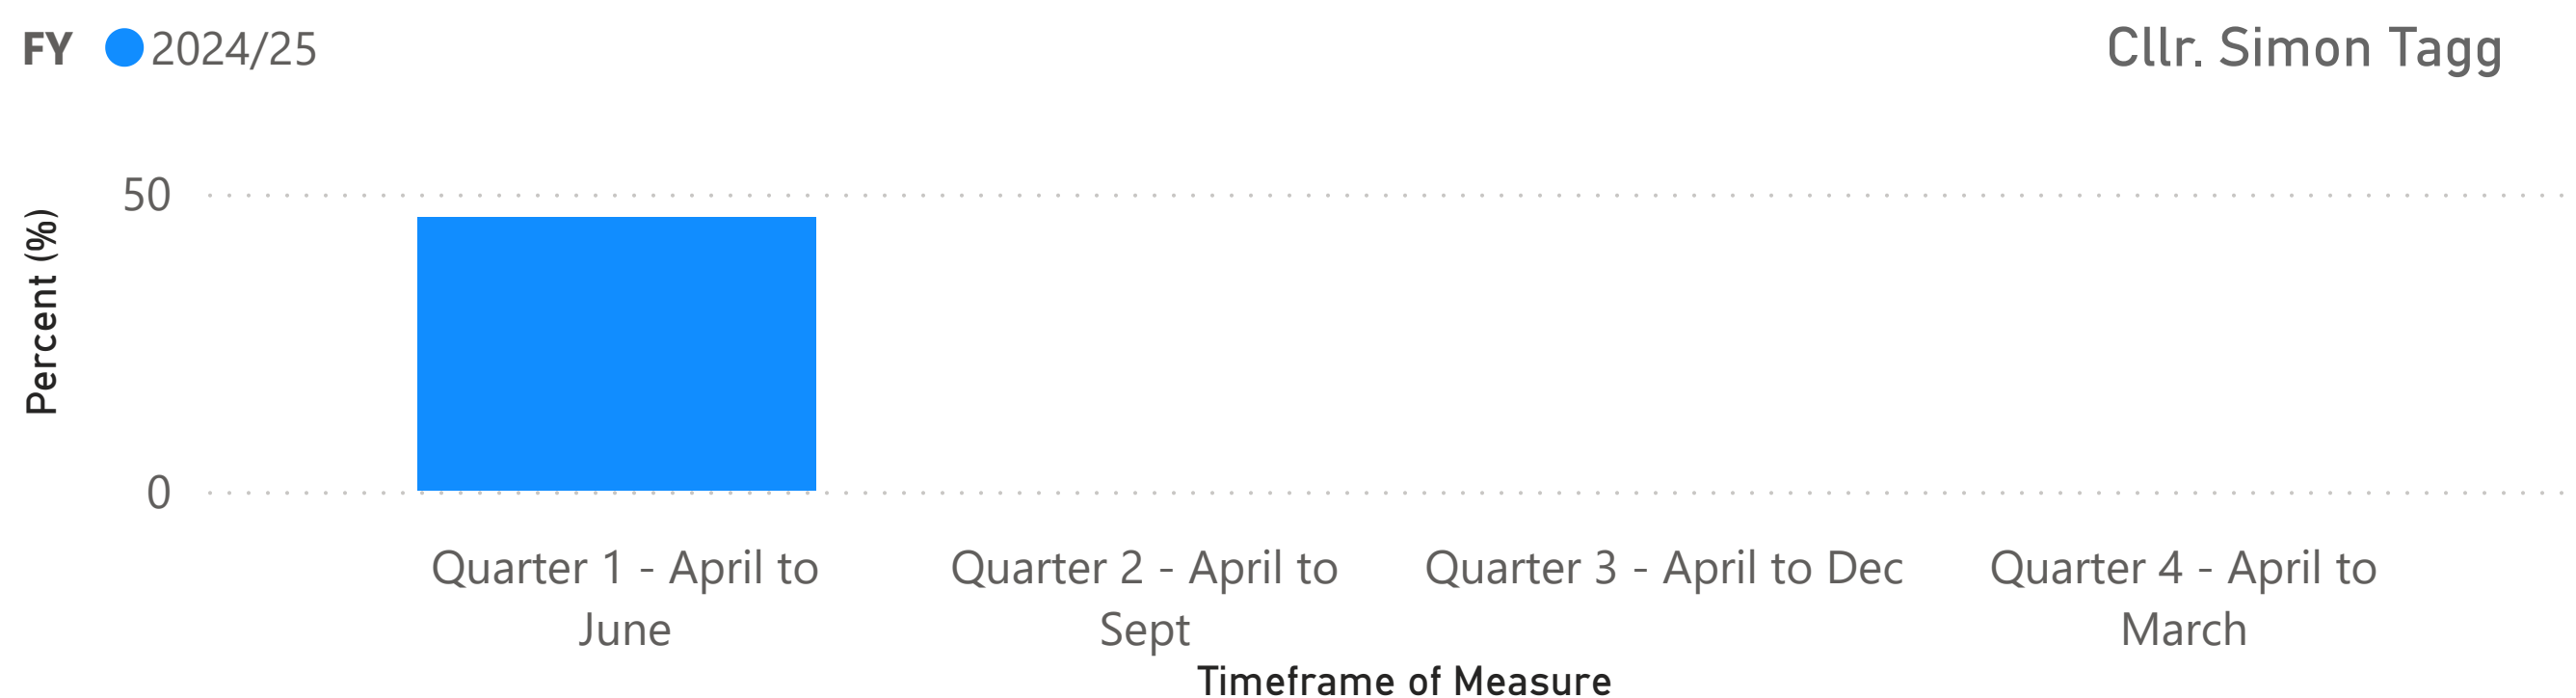 FY 2024/25
Cllr. Simon Tagg
Percent (%)
50
0
Quarter 1 - April to
June
Quarter 2 - April to
Sept
Quarter 3 - April to Dec
Quarter 4 - April to
March
Timeframe of Measure